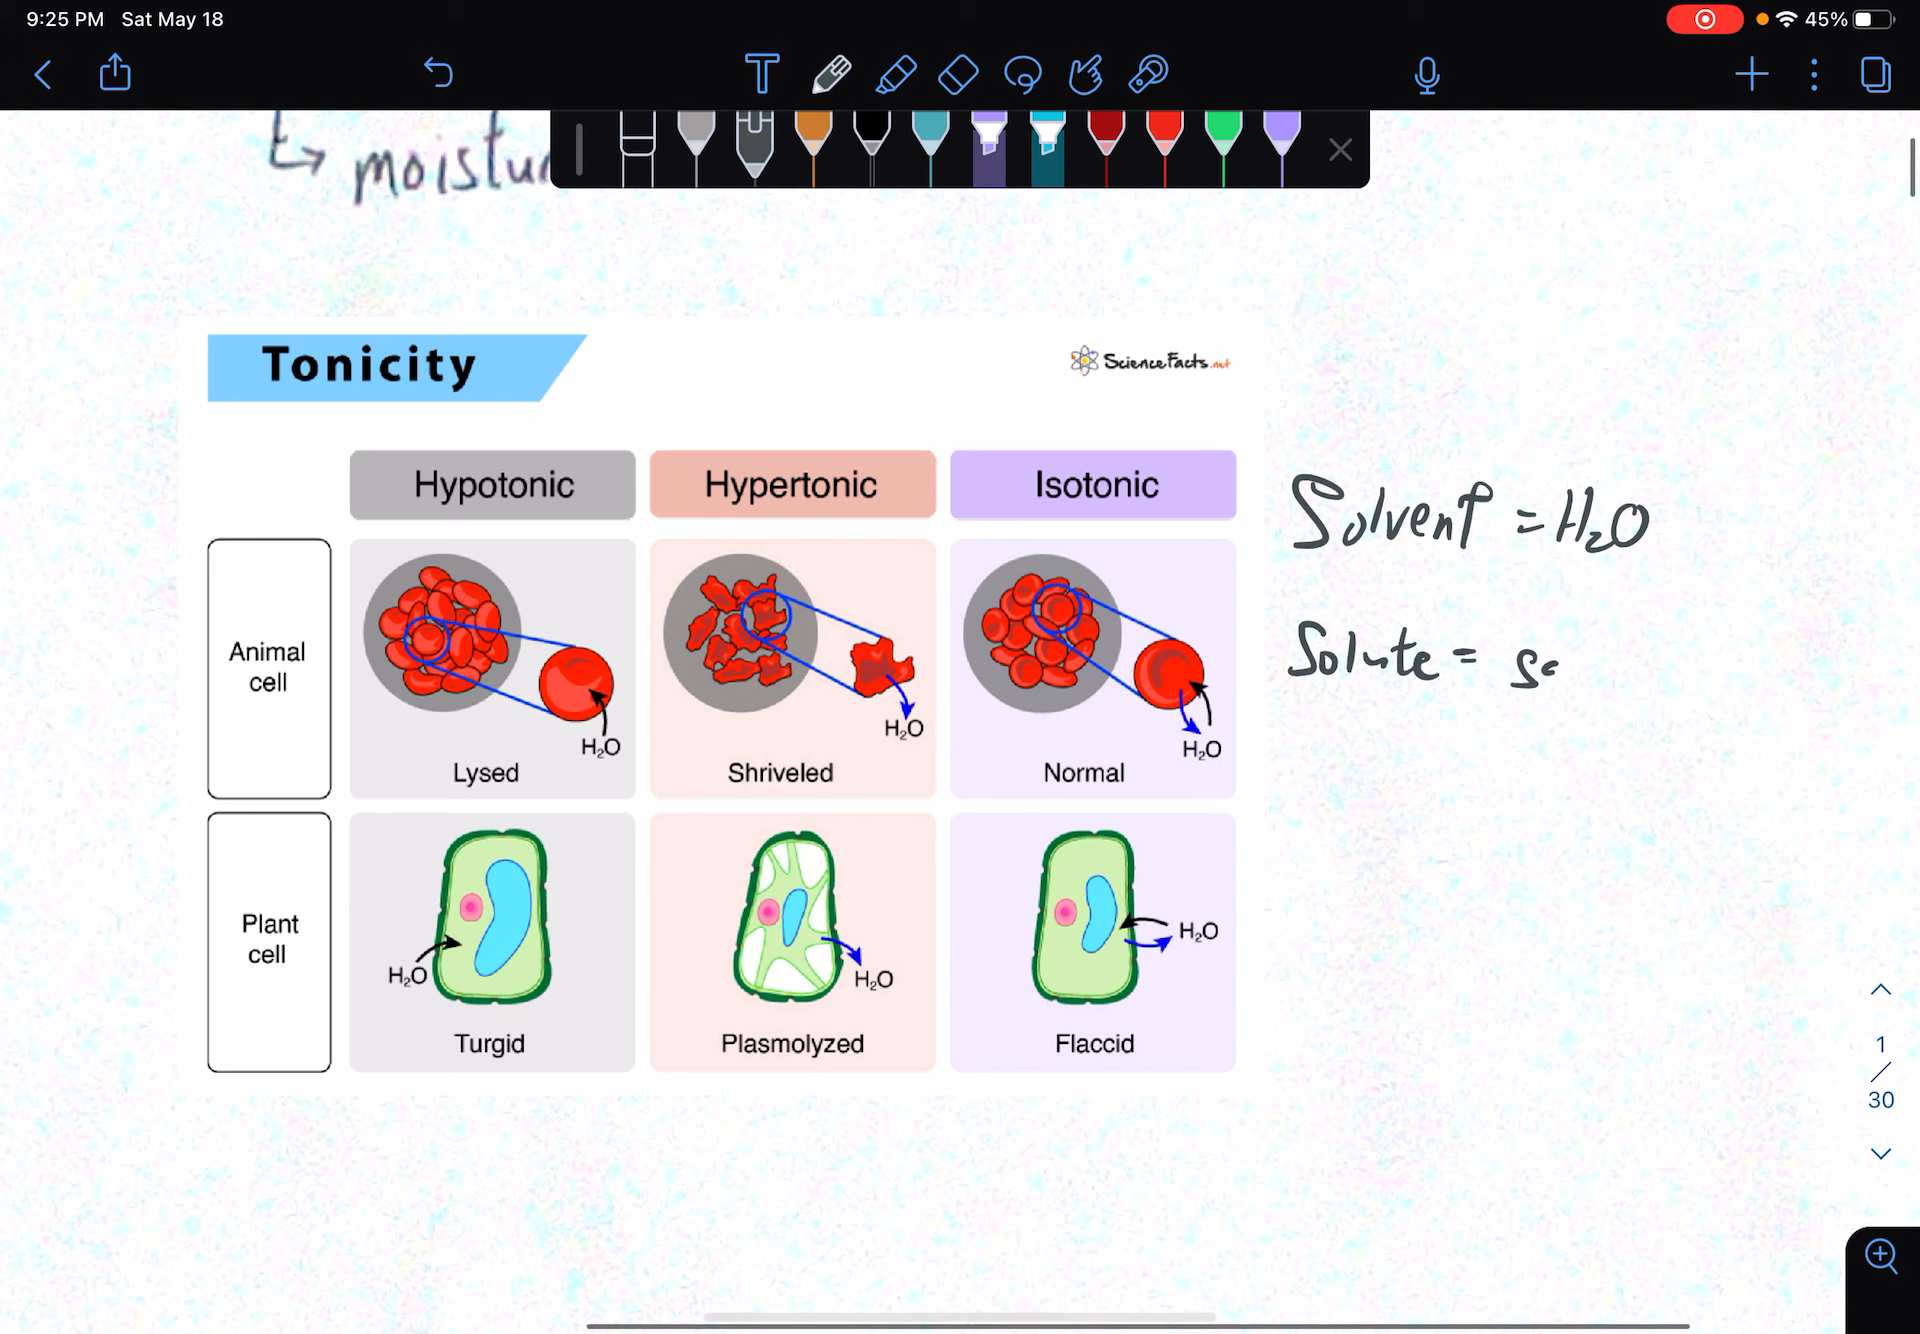 9:25 PM Sat May 18
45%
T
moistur
Tonicity
ScienceFacts.net
Hypotonic Hypertonic Isotonic
Solvent = H₂O
Animal cell
Solute =
H₂O H₂O H₂O
Lysed Shriveled Normal
Plant cell
H₂O H₂O H₂O
Turgid Plasmolyzed Flaccid
1
/
30